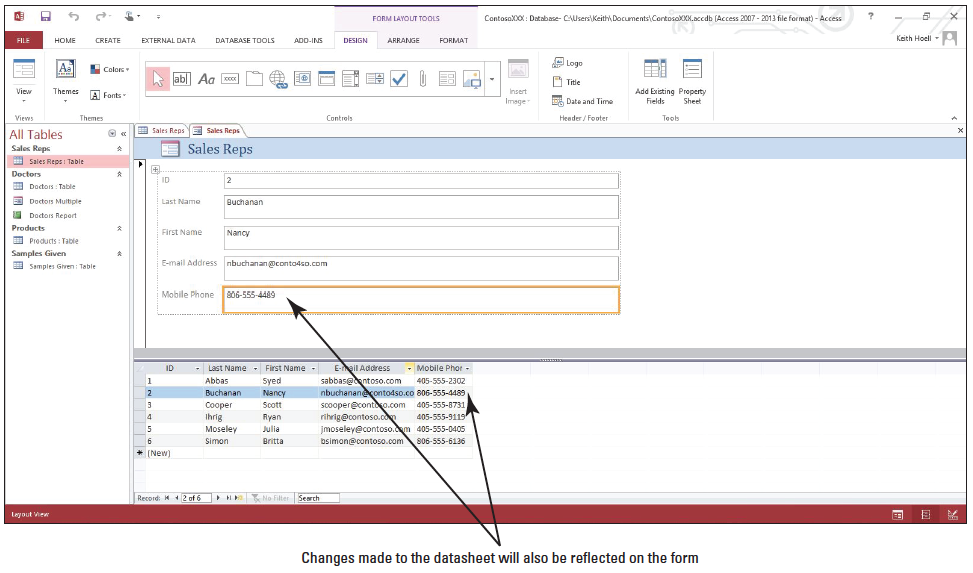 FORM LAYOUT TOOLS
ContosoXXX : Database- C:\Users\Keith\Documents\ContosoXXX.accdb (Access 2007 - 2013 file format) - Access
?
FILE HOME CREATE EXTERNAL DATA DATABASE TOOLS ADD-INS DESIGN ARRANGE FORMAT
Keith Hoell
View
Themes
Colors
Fonts
ab|
Aa
xxxx
Insert
Image
Logo
Title
Date and Time
Add Existing
Fields
Property
Sheet
Views Themes Controls Header / Footer Tools
All Tables
Sales Reps
Sales Reps : Table
Doctors
Doctors : Table
Doctors Multiple
Doctors Report
Products
Products : Table
Samples Given
Samples Given : Table
Sales Reps Sales Reps
Sales Reps
ID 2
Last Name Buchanan
First Name Nancy
E-mail Address nbuchanan@conto4so.com
Mobile Phone 806-555-4489
ID Last Name First Name E-mail Address Mobile Phor
1 Abbas Syed sabbas@contoso.com 405-555-2302
2 Buchanan Nancy nbuchanan@conto4so.co 806-555-4489
3 Cooper Scott scooper@contoso.com 405-555-8731
4 Ihrig Ryan rihrig@contoso.com 405-555-9119
5 Moseley Julia jmoseley@contoso.com 405-555-0405
6 Simon Britta bsimon@contoso.com 806-555-6136
(New)
Record: 2 of 6 No Filter Search
Layout View
Changes made to the datasheet will also be reflected on the form